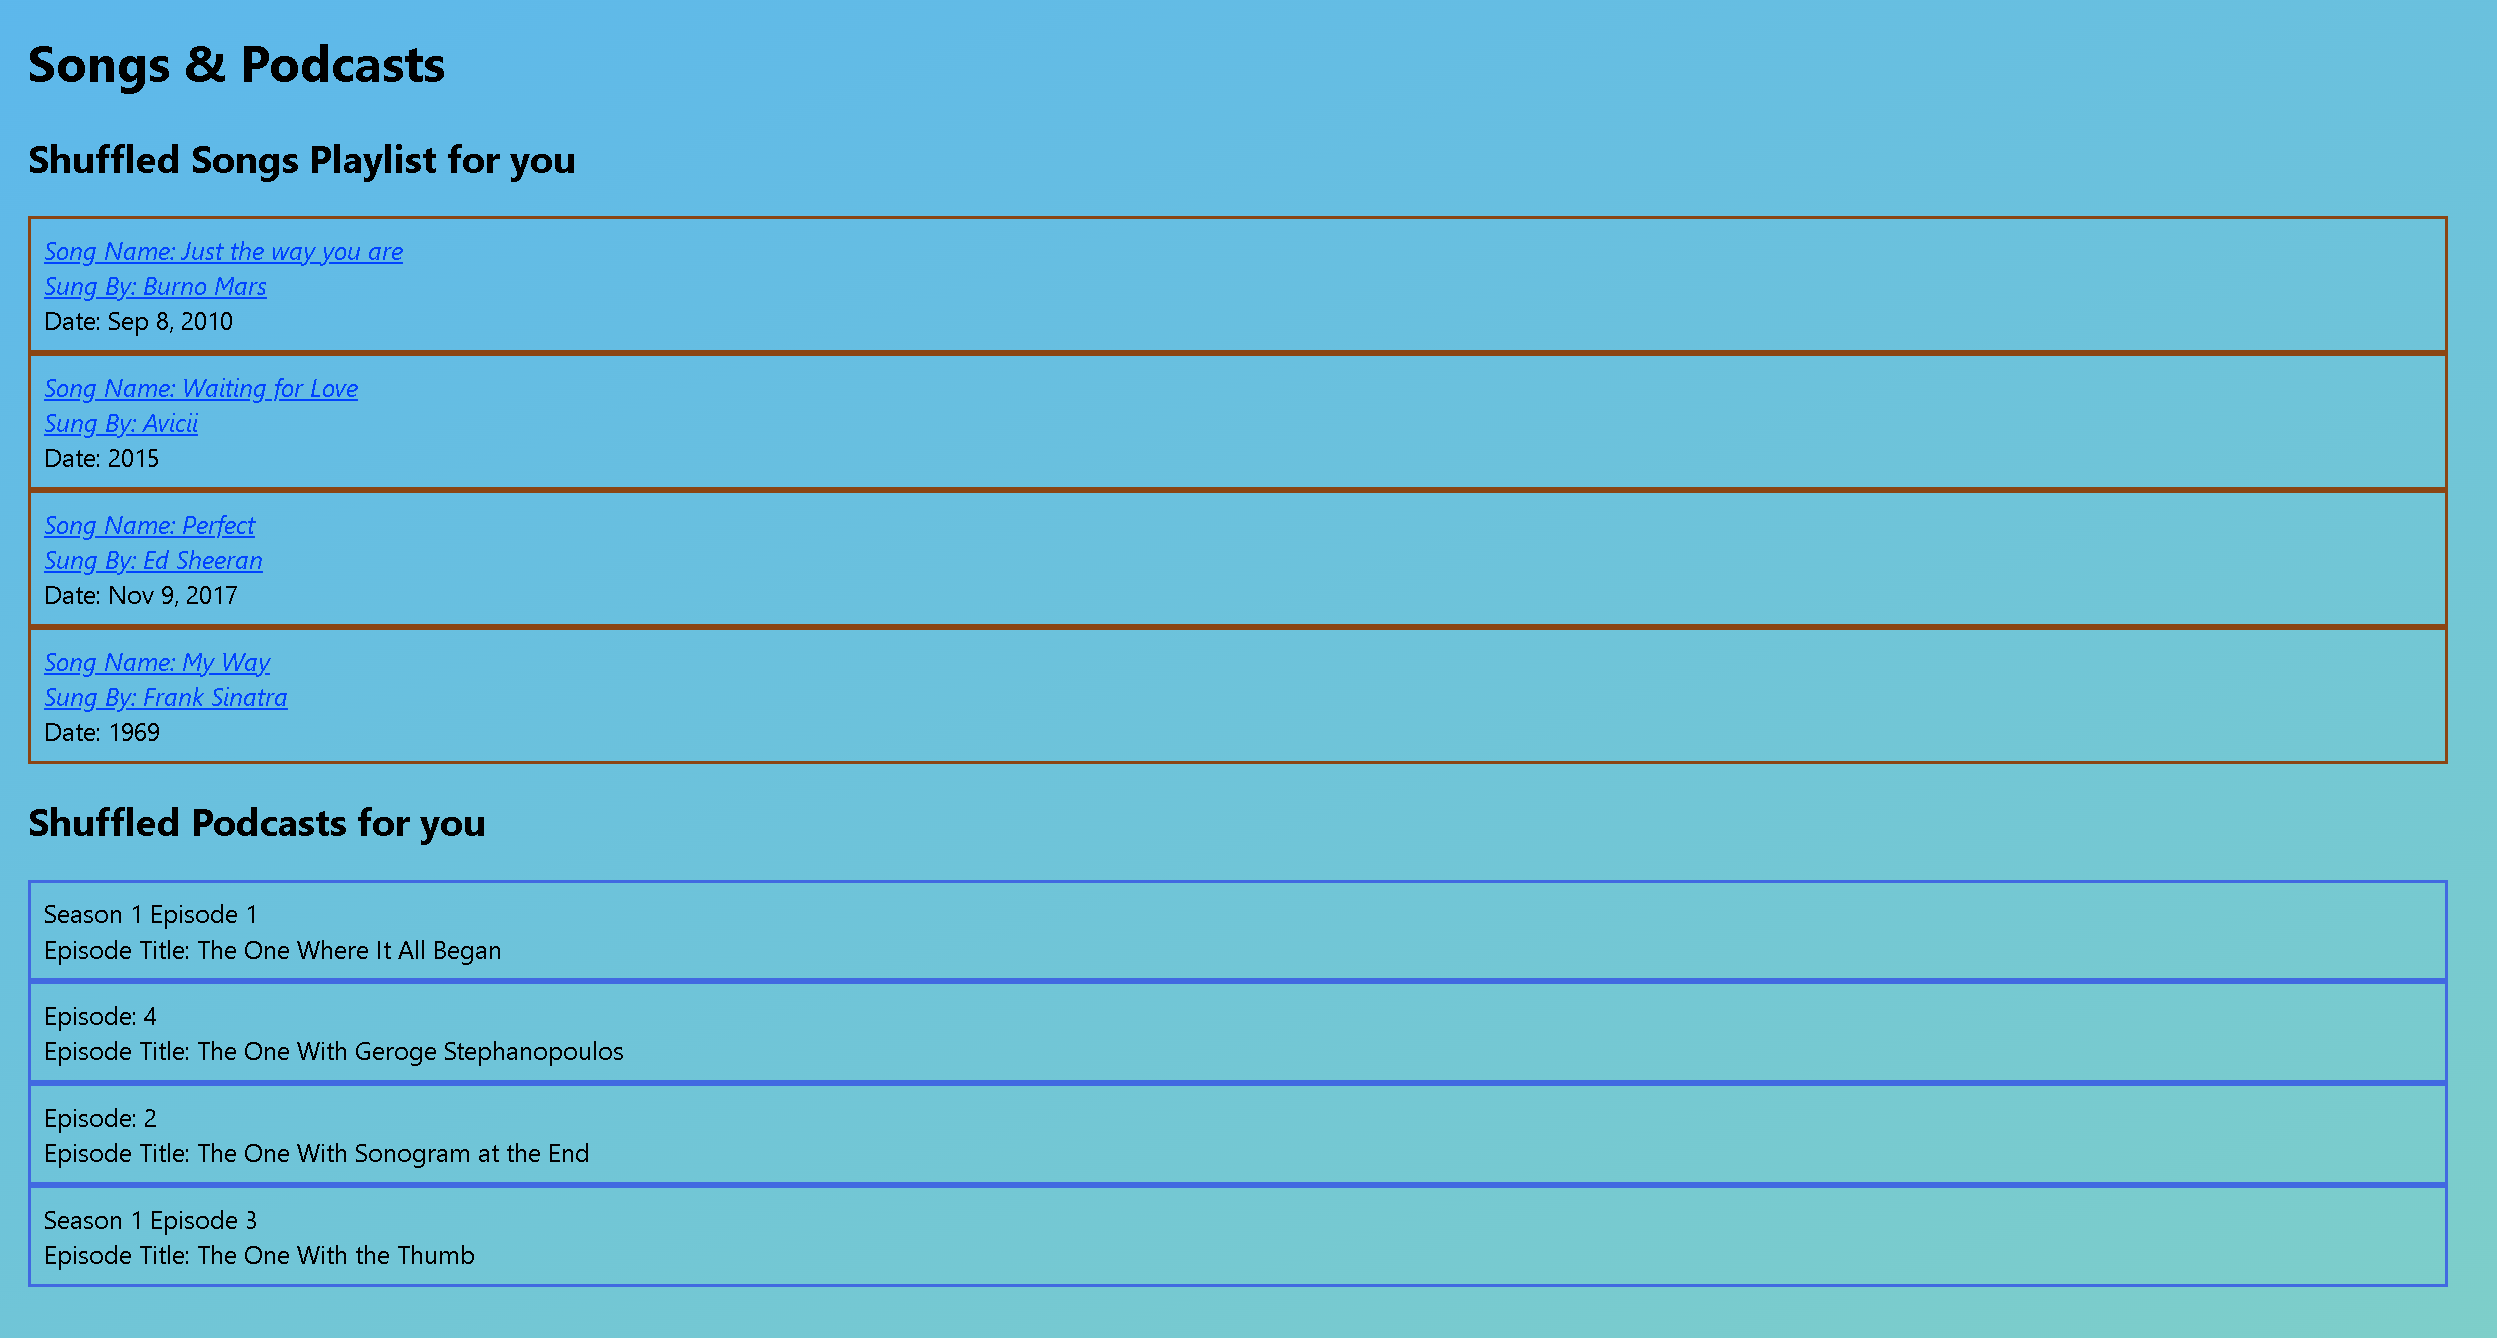 Songs & Podcasts
Shuffled Songs Playlist for you
Song Name: Just the way you are
Sung By: Burno Mars
Date: Sep 8, 2010
Song Name: Waiting for Love
Sung By: Avicii
Date: 2015
Song Name: Perfect
Sung By: Ed Sheeran
Date: Nov 9, 2017
Song Name: My Way
Sung By: Frank Sinatra
Date: 1969
Shuffled Podcasts for you
Season 1 Episode 1
Episode Title: The One Where It All Began
Episode: 4
Episode Title: The One With Geroge Stephanopoulos
Episode: 2
Episode Title: The One With Sonogram at the End
Season 1 Episode 3
Episode Title: The One With the Thumb